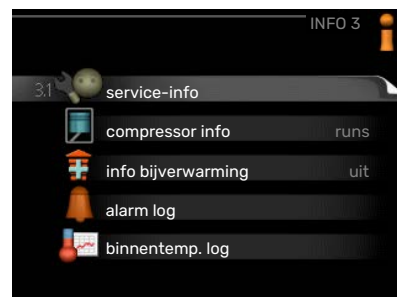 INFO 3
3.1 service-info
compressor info runs
info bijverwarming uit
alarm log
binnentemp. log